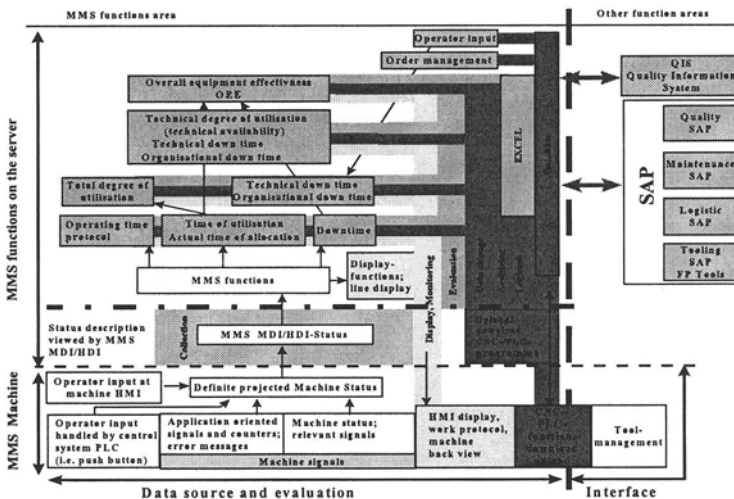 MMS functions area
Other function areas
Operator input
Order management
Overall equipment effectivness
OEE
Technical degree of utilisation
(technical availability)
Technical down time
Organisational down time
Total degree of
utilisation
Technical down time
Organisational down time
Operating time
protocol
Time of utilisation
Actual time of allocation
Downtime
MMS functions
Display-
functions;
line display
EXCEL
Display, Monitoring
Evaluation
QIS
Quality Information
System
SAP
Quality
SAP
Maintenance
SAP
Logistic
SAP
Tooling
SAP
FP Tools
MMS functions on the server
Status description
viewed by MMS
MDI/HDI
Collection
MMS MDI/HDI-Status
MMS Machine
Operator input at
machine HMI
Definite projected Machine Status
Operator input
handled by control
system PLC
(i.e. push button)
Application oriented
signals and counters;
error messages
Machine status;
relevant signals
Machine signals
HMI display,
work protocol,
machine
back view
Tool-
management
Data source and evaluation
Interface